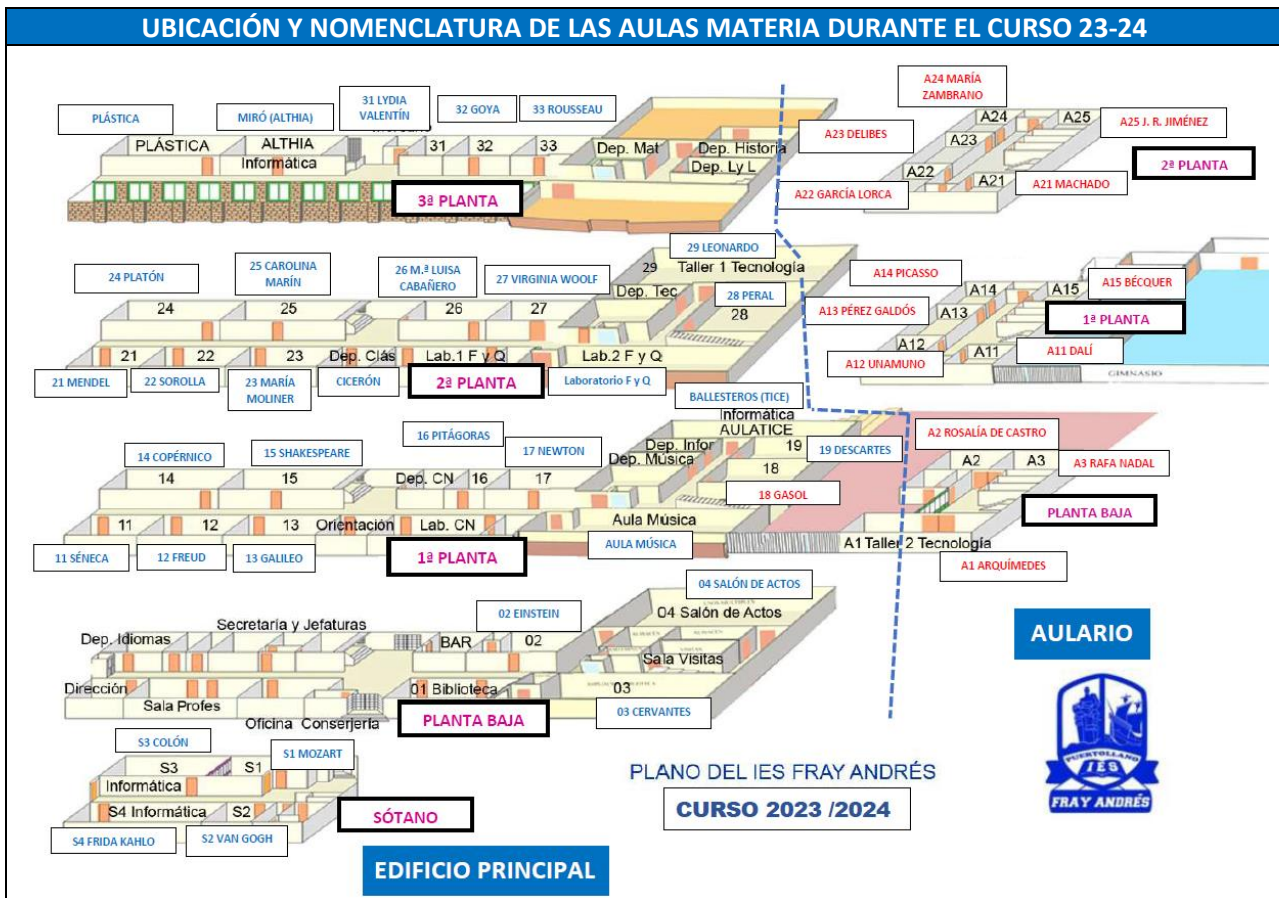 UBICACIÓN Y NOMENCLATURA DE LAS AULAS MATERIA DURANTE EL CURSO 23-24
PLÁSTICA
MIRÓ (ALTHIA)
31 LYDIA
VALENTÍN
32 GOYA
33 ROUSSEAU
PLÁSTICA
ALTHIA
Informática
31
32
33
Dep. Mat
Dep. Historia
Dep. Ly L
3ª PLANTA
A24 MARÍA
ZAMBRANO
A23 DELIBES
A22 GARCÍA LORCA
A24
A25
A23
A22
A21
A25 J. R. JIMÉNEZ
2ª PLANTA
A21 MACHADO
24 PLATÓN
25 CAROLINA
MARÍN
26 M.ª LUISA
CABAÑERO
27 VIRGINIA WOOLF
29 LEONARDO
29
Taller 1 Tecnología
Dep. Tec
28 PERAL
28
24
25
26
27
21
22
23
Dep. Clás
Lab.1 F y Q
Lab.2 F y Q
21 MENDEL
22 SOROLLA
23 MARÍA
MOLINER
CICERÓN
2ª PLANTA
Laboratorio F y Q
A14 PICASSO
A13 PÉREZ GALDÓS
A12 UNAMUNO
A14
A15
A13
A12
A11
A15 BÉCQUER
1ª PLANTA
A11 DALÍ
GIMNASIO
BALLESTEROS (TICE)
Informática
AULATICE
14 COPÉRNICO
15 SHAKESPEARE
16 PITÁGORAS
17 NEWTON
Dep. Infor
Dep. Música
19
19 DESCARTES
18
18 GASOL
14
15
Dep. CN
16
17
11
12
13
Orientación
Lab. CN
Aula Música
11 SÉNECA
12 FREUD
13 GALILEO
1ª PLANTA
AULA MÚSICA
A2 ROSALÍA DE CASTRO
A2
A3
A3 RAFA NADAL
PLANTA BAJA
A1 Taller 2 Tecnología
A1 ARQUÍMEDES
04 SALÓN DE ACTOS
02 EINSTEIN
04 Salón de Actos
Secretaría y Jefaturas
Dep. Idiomas
BAR
02
Sala Visitas
Dirección
01 Biblioteca
03
Sala Profes
Oficina Conserjería
PLANTA BAJA
03 CERVANTES
S3 COLÓN
S1 MOZART
S3
S1
Informática
S4 Informática
S2
SÓTANO
S4 FRIDA KAHLO
S2 VAN GOGH
EDIFICIO PRINCIPAL
AULARIO
PLANO DEL IES FRAY ANDRÉS
CURSO 2023 /2024
PUERTOLLANO
IES
FRAY ANDRÉS